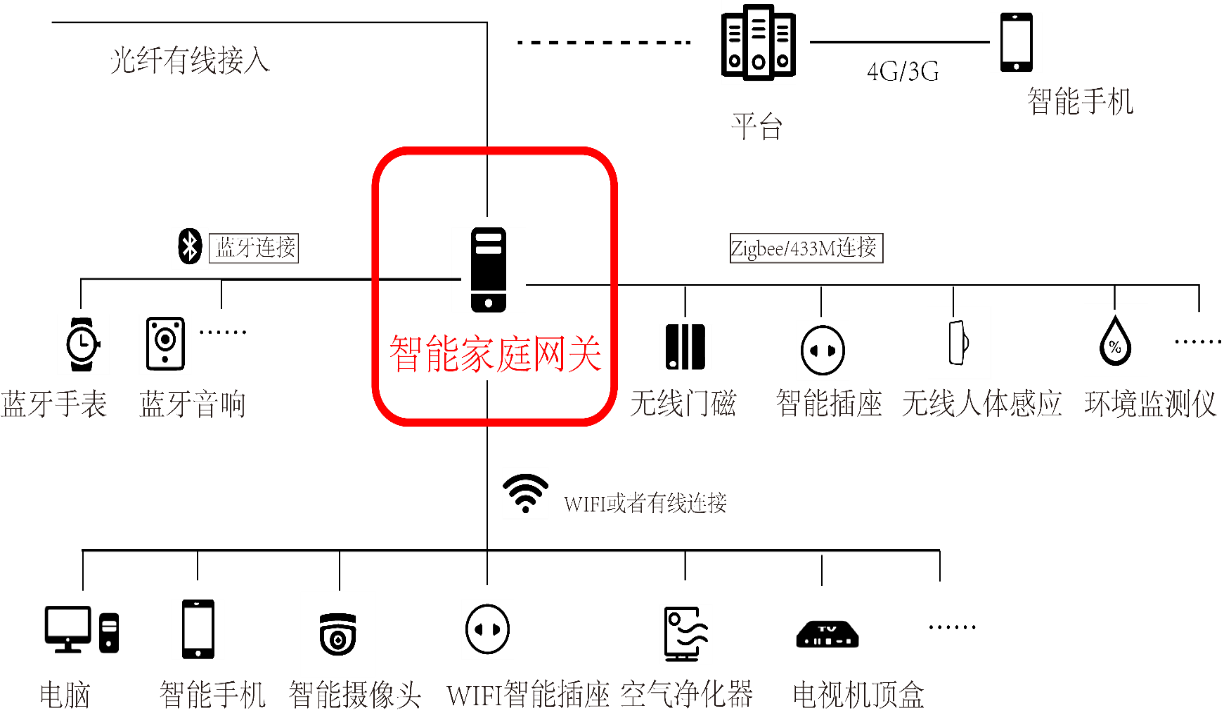 光纤有线接入
4G/3G
智能手机
平台
蓝牙连接
Zigbee/433M连接
智能家庭网关
蓝牙手表
蓝牙音响
......
无线门磁
智能插座
无线人体感应
%
环境监测仪
......
WIFI或者有线连接
电脑
智能手机
智能摄像头
WIFI智能插座
空气净化器
TV
电视机顶盒
......